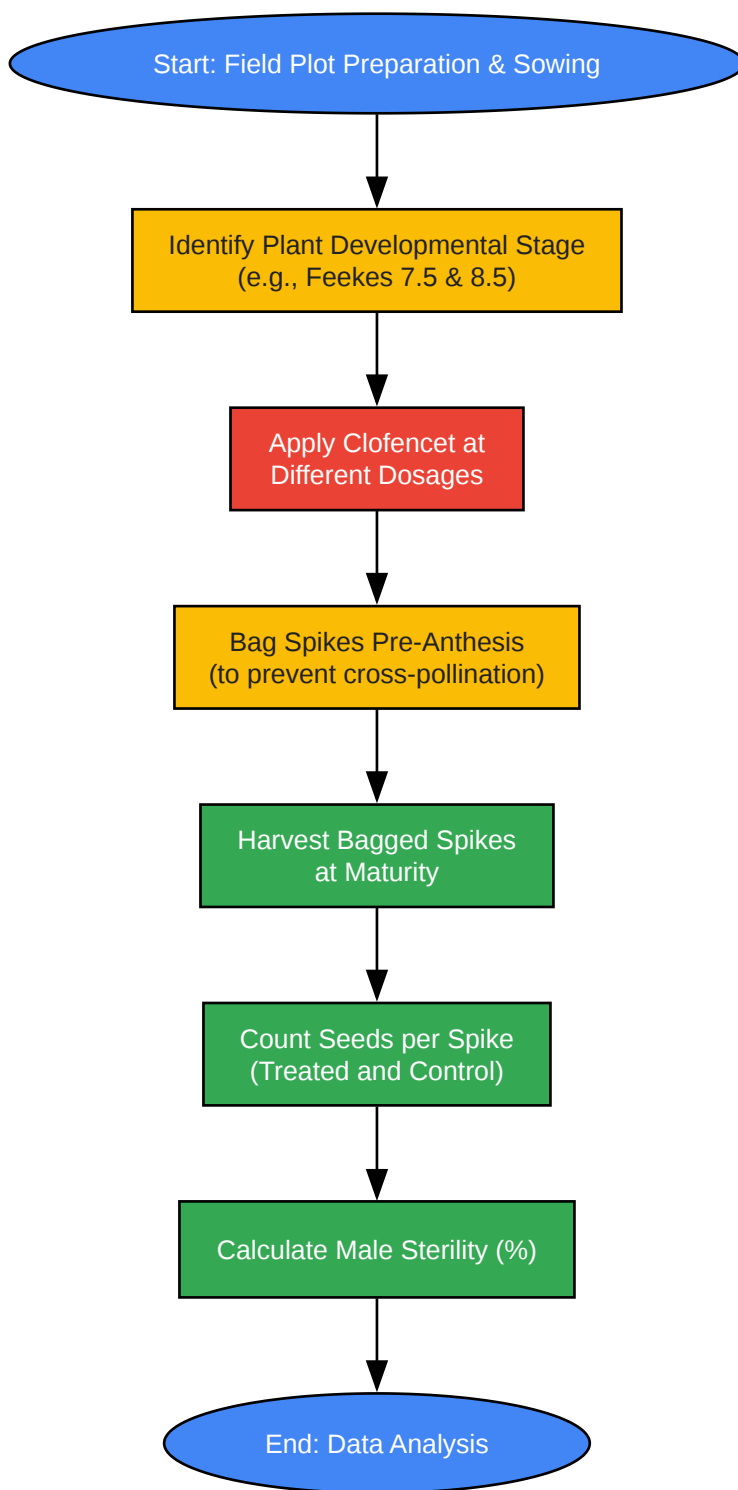 Start: Field Plot Preparation & Sowing
Identify Plant Developmental Stage
(e.g., Feekes 7.5 & 8.5)
Apply Clofencet at
Different Dosages
Bag Spikes Pre-Anthesis
(to prevent cross-pollination)
Harvest Bagged Spikes
at Maturity
Count Seeds per Spike
(Treated and Control)
Calculate Male Sterility (%)
End: Data Analysis